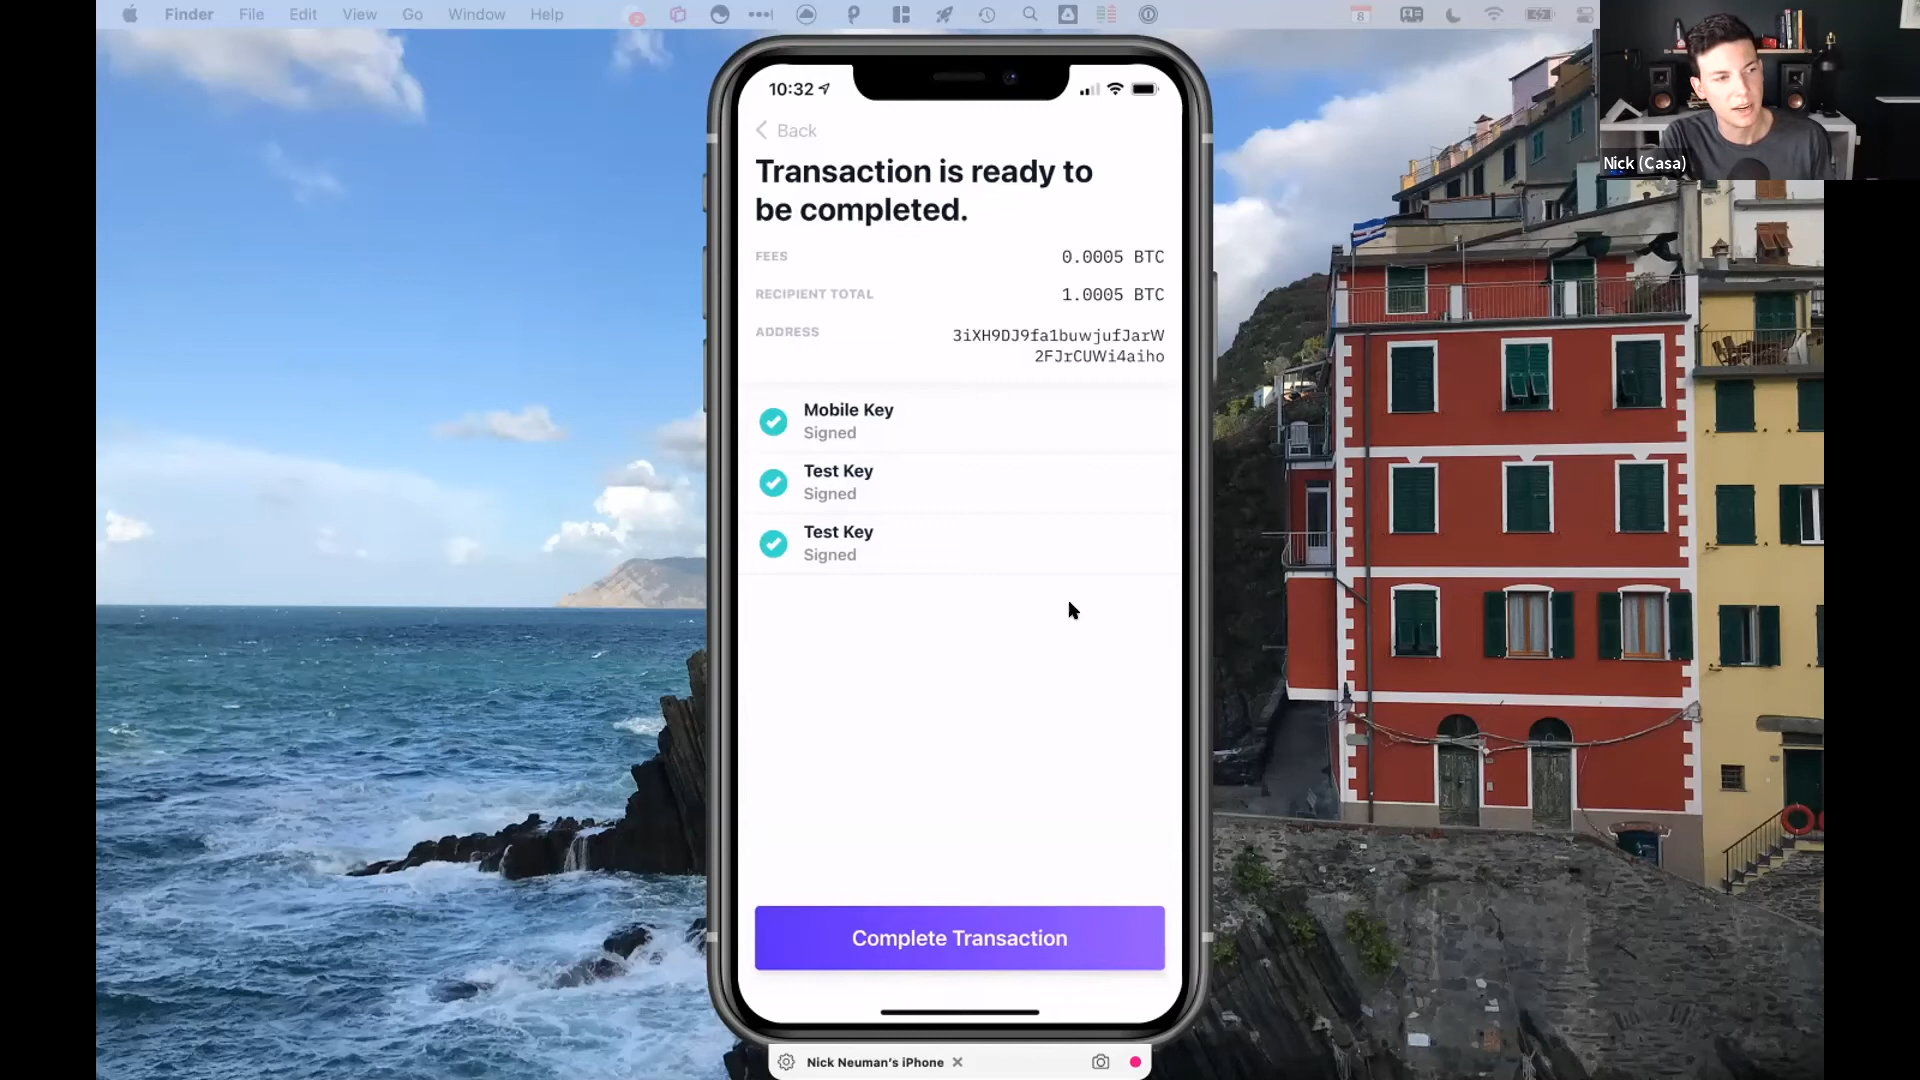 Finder File Edit View Go Window Help
2
8
Nick (Casa)
10:32
Back
Transaction is ready to
be completed.
FEES 0.0005 BTC
RECIPIENT TOTAL 1.0005 BTC
ADDRESS 3iXH9DJ9fa1buwjufJarW
2FJrCUWi4aiho
Mobile Key
Signed
Test Key
Signed
Test Key
Signed
Complete Transaction
Nick Neuman's iPhone